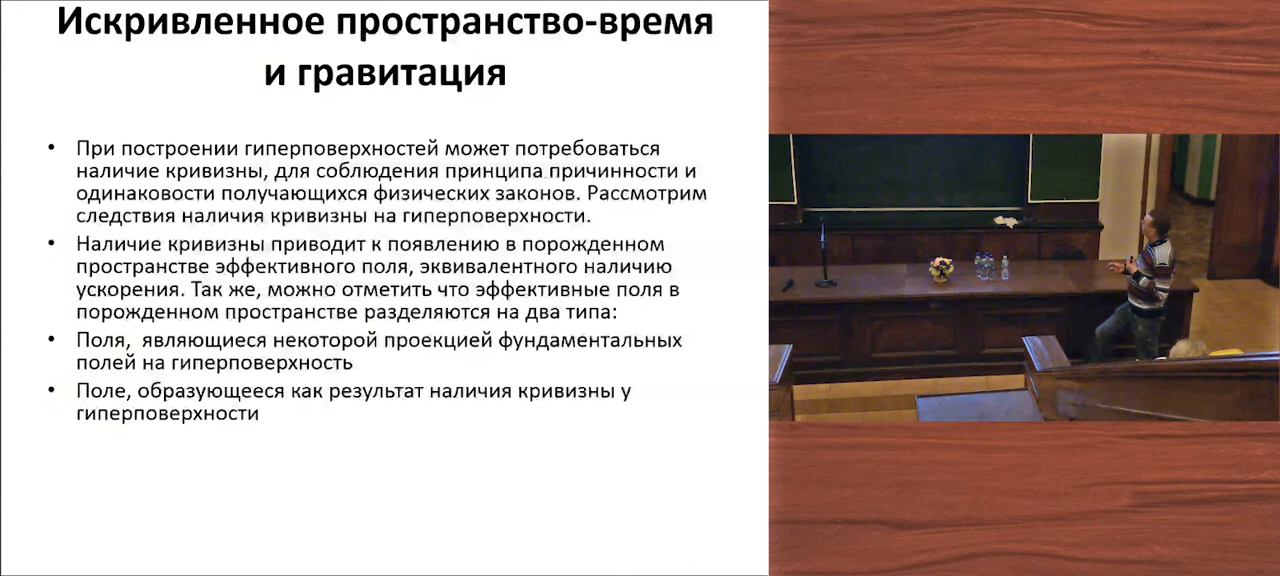 Искривленное пространство-время
и гравитация
• При построении гиперповерхностей может потребоваться
наличие кривизны, для соблюдения принципа причинности и
одинаковости получающихся физических законов. Рассмотрим
следствия наличия кривизны на гиперповерхности.
• Наличие кривизны приводит к появлению в порожденном
пространстве эффективного поля, эквивалентного наличию
ускорения. Так же, можно отметить что эффективные поля в
порожденном пространстве разделяются на два типа:
• Поля, являющиеся некоторой проекцией фундаментальных
полей на гиперповерхность
• Поле, образующееся как результат наличия кривизны у
гиперповерхности